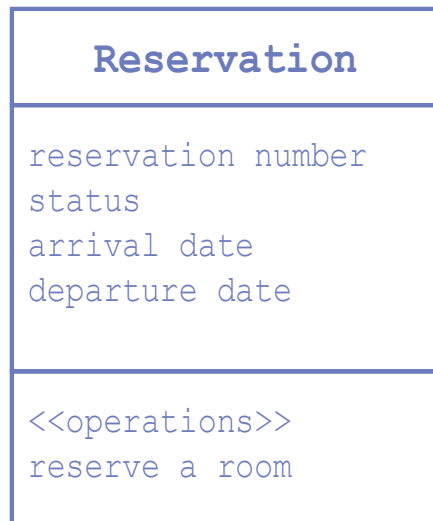 Reservation
reservation number
status
arrival date
departure date
<<operations>>
reserve a room